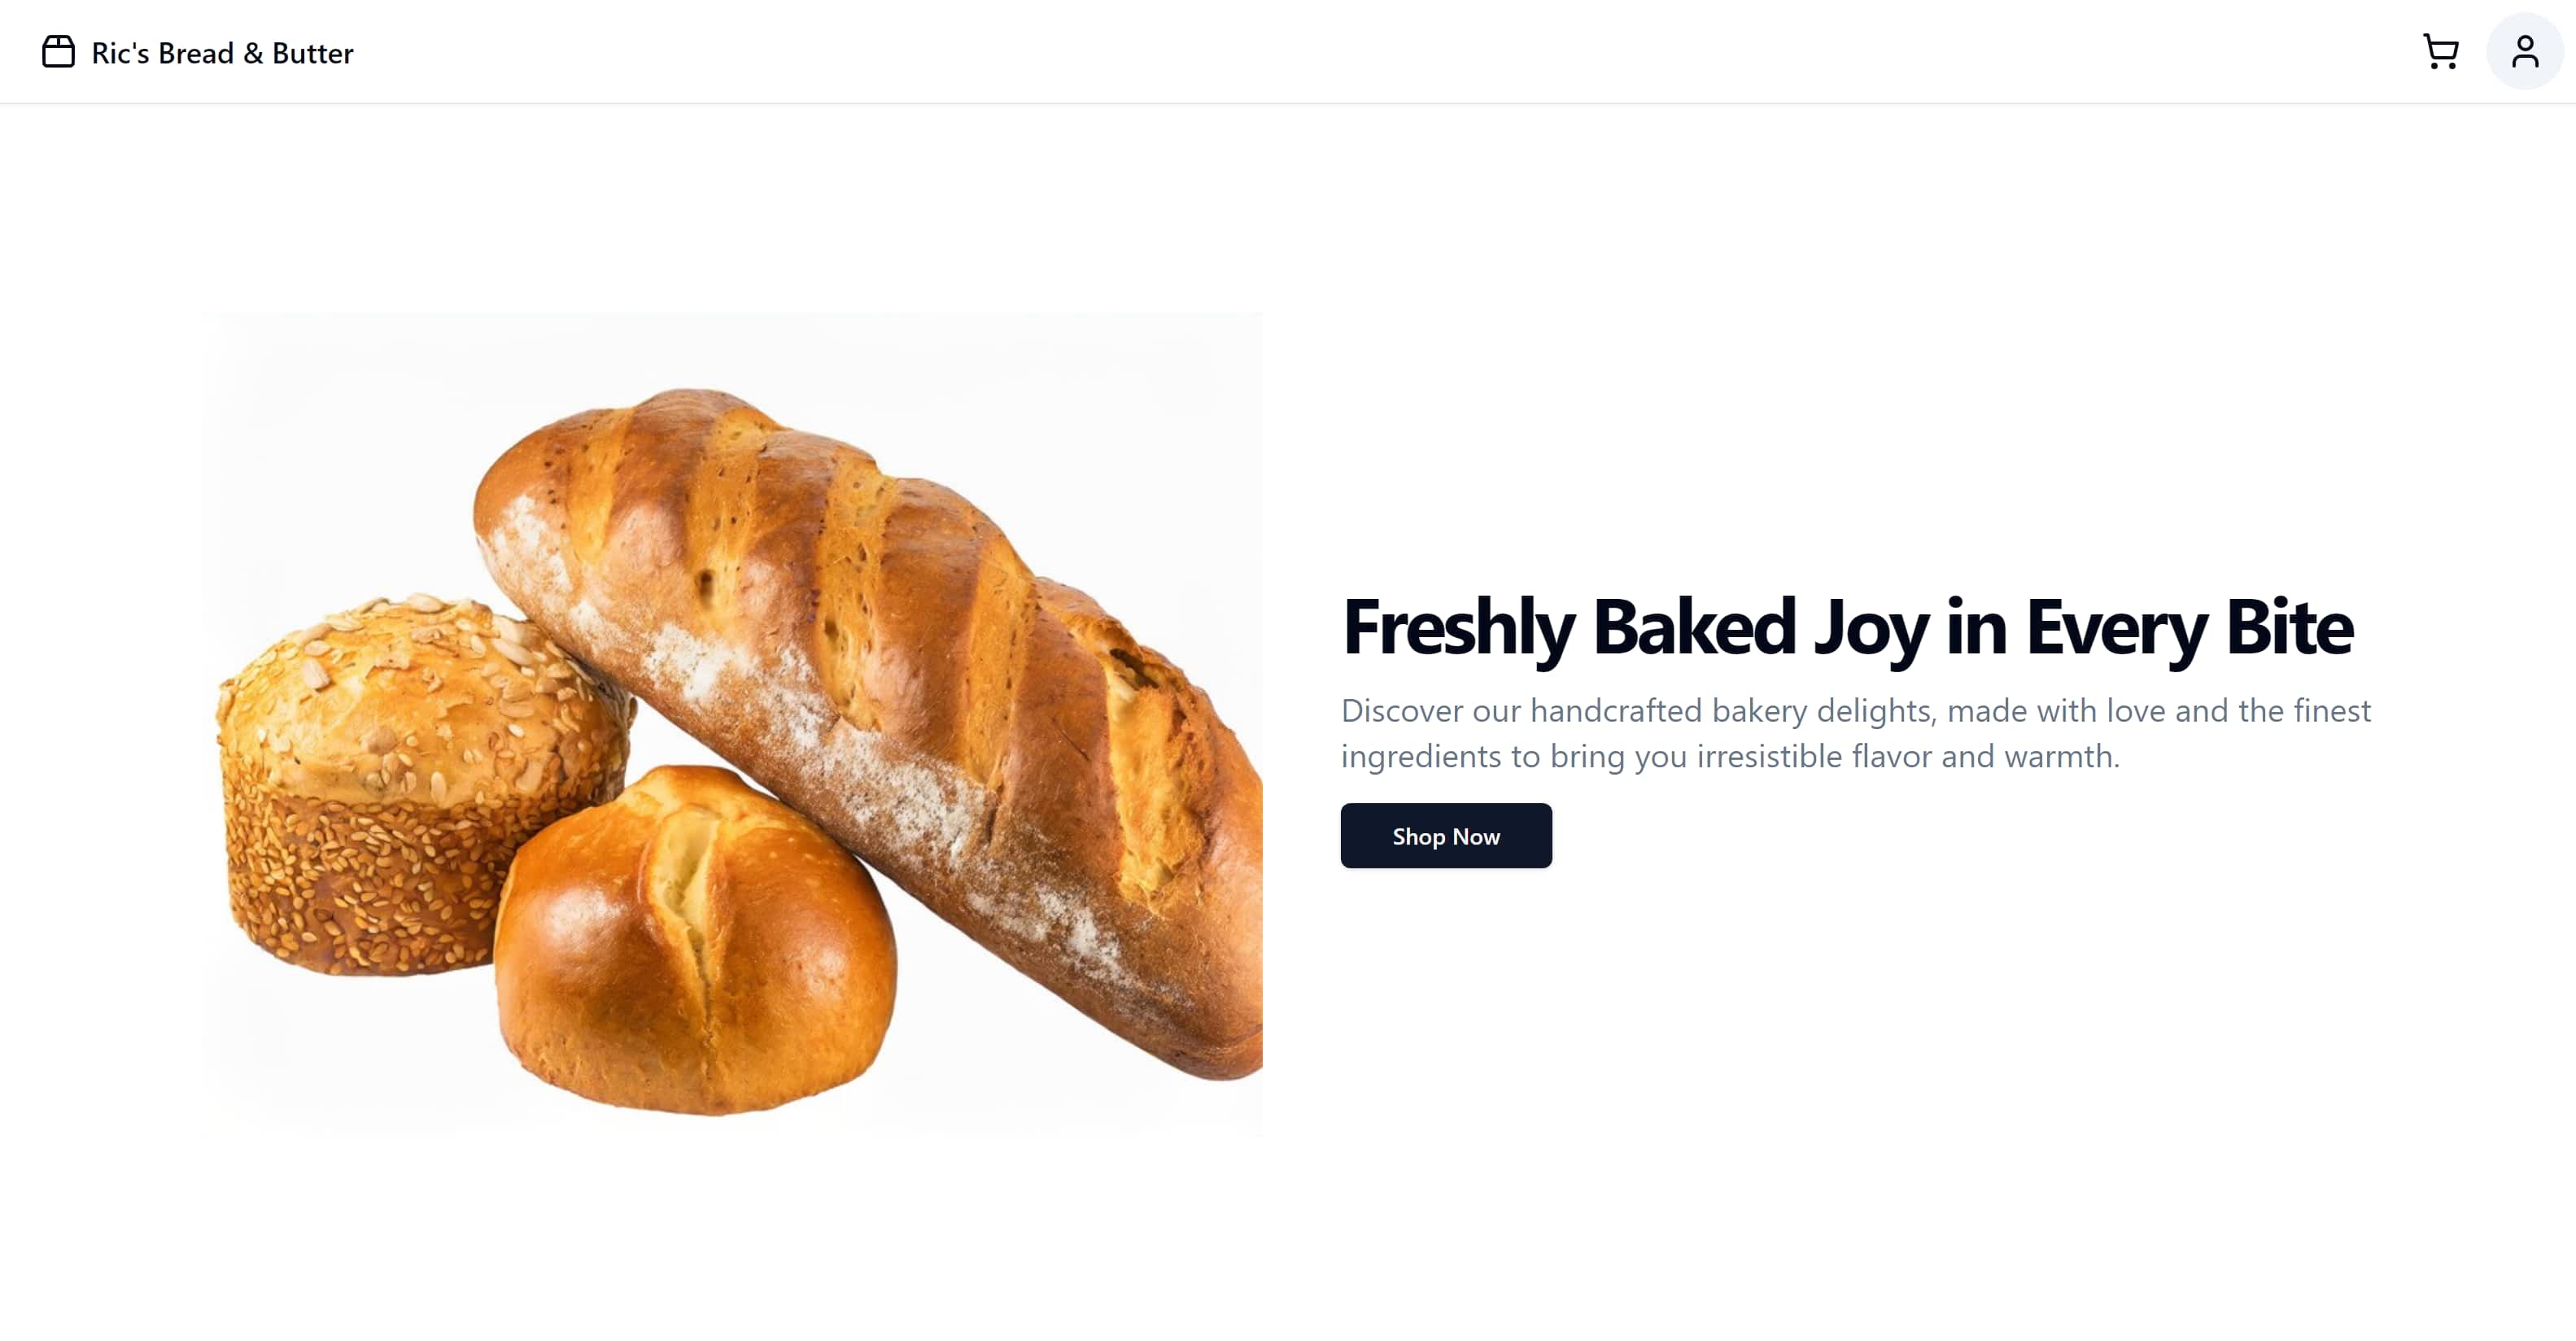 Ric's Bread & Butter
Freshly Baked Joy in Every Bite
Discover our handcrafted bakery delights, made with love and the finest
ingredients to bring you irresistible flavor and warmth.
Shop Now